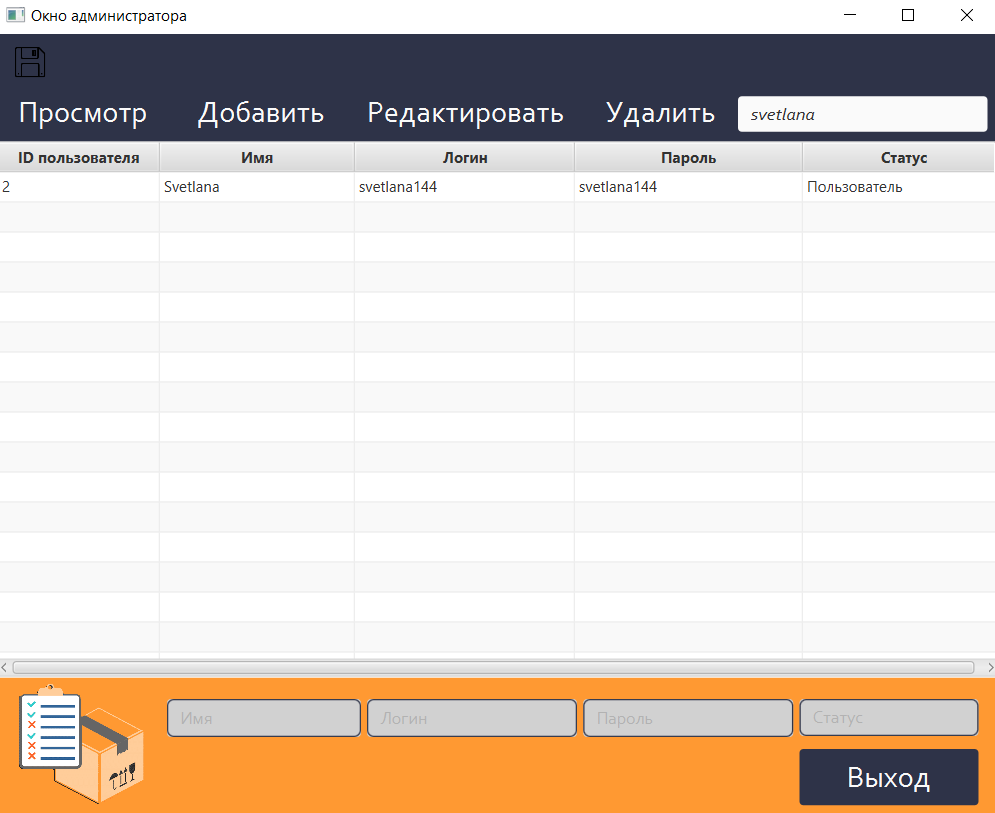 Окно администратора
Просмотр Добавить Редактировать Удалить svetlana
ID пользователя Имя Логин Пароль Статус
2 Svetlana svetlana144 svetlana144 Пользователь
Имя Логин Пароль Статус
Выход